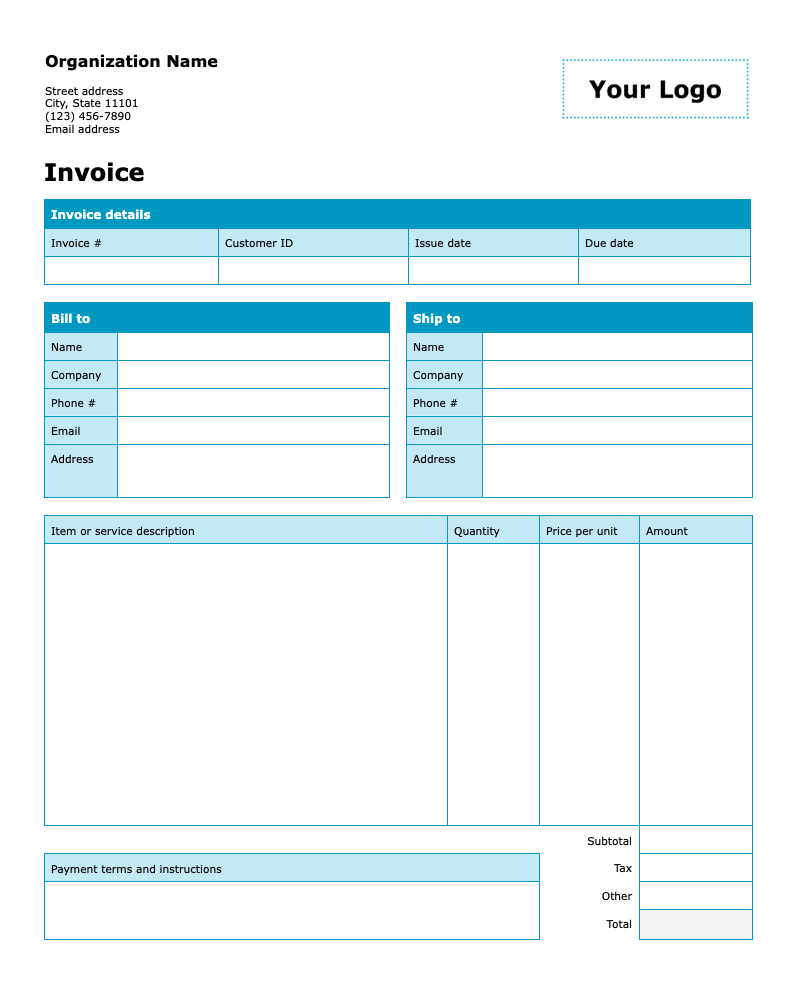 Organization Name
Your Logo
Street address
City, State 11101
(123) 456-7890
Email address
Invoice
Invoice details
Invoice # Customer ID Issue date Due date
Bill to
Name
Company
Phone #
Email
Address
Ship to
Name
Company
Phone #
Email
Address
Item or service description Quantity Price per unit Amount
Subtotal
Tax
Other
Total
Payment terms and instructions